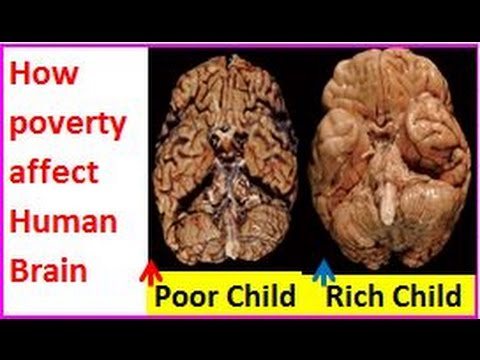 How
poverty
affect
Human
Brain
Poor Child
Rich Child